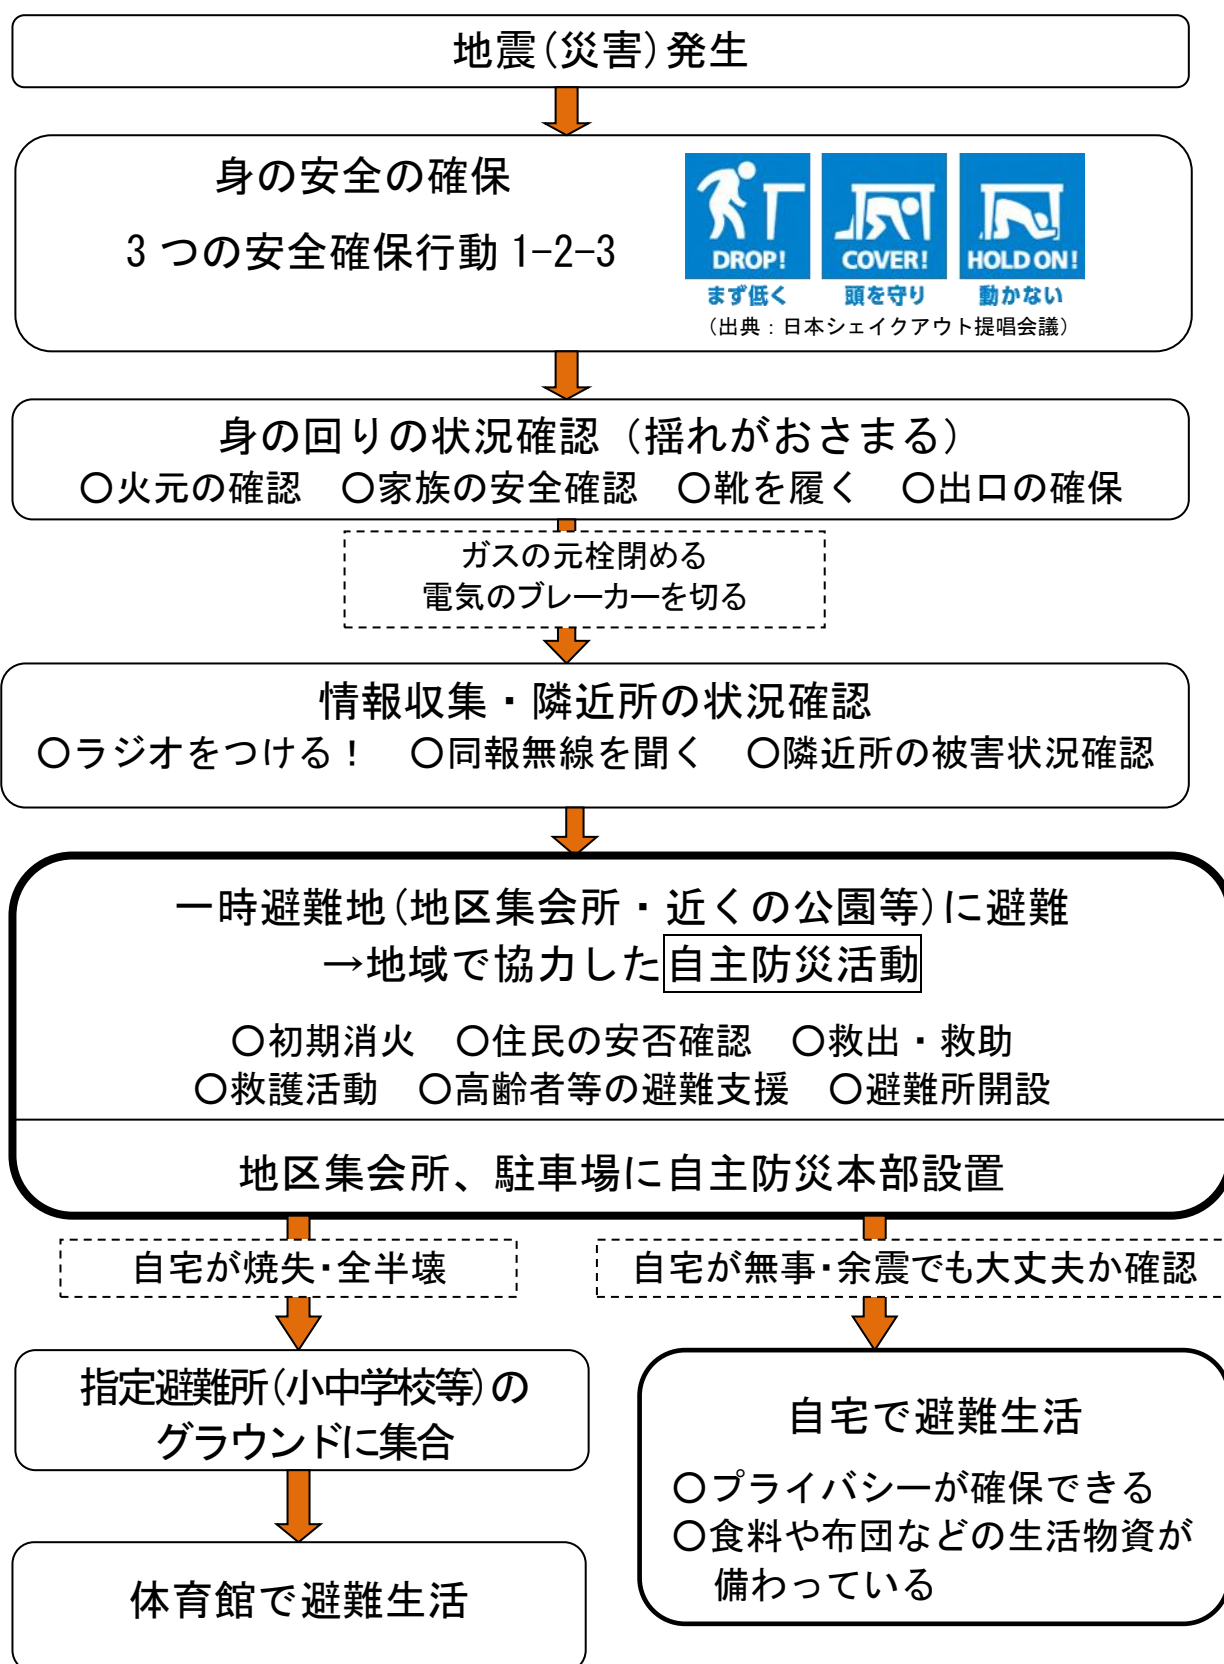 地震(災害)発生
身の安全の確保
3 つの安全確保行動 1-2-3
DROP!
COVER!
HOLD ON!
まず低く
頭を守り
動かない
（出典：日本シェイクアウト提唱会議）
身の回りの状況確認（揺れがおさまる）
〇火元の確認　〇家族の安全確認　〇靴を履く　〇出口の確保
ガスの元栓閉める
電気のブレーカーを切る
情報収集・隣近所の状況確認
〇ラジオをつける！　〇同報無線を聞く　〇隣近所の被害状況確認
一時避難地(地区集会所・近くの公園等)に避難
→地域で協力した自主防災活動
〇初期消火　〇住民の安否確認　〇救出・救助
〇救護活動　〇高齢者等の避難支援　〇避難所開設
地区集会所、駐車場に自主防災本部設置
自宅が焼失・全半壊
自宅が無事・余震でも大丈夫か確認
指定避難所(小中学校等)の
グラウンドに集合
体育館で避難生活
自宅で避難生活
〇プライバシーが確保できる
〇食料や布団などの生活物資が
備わっている